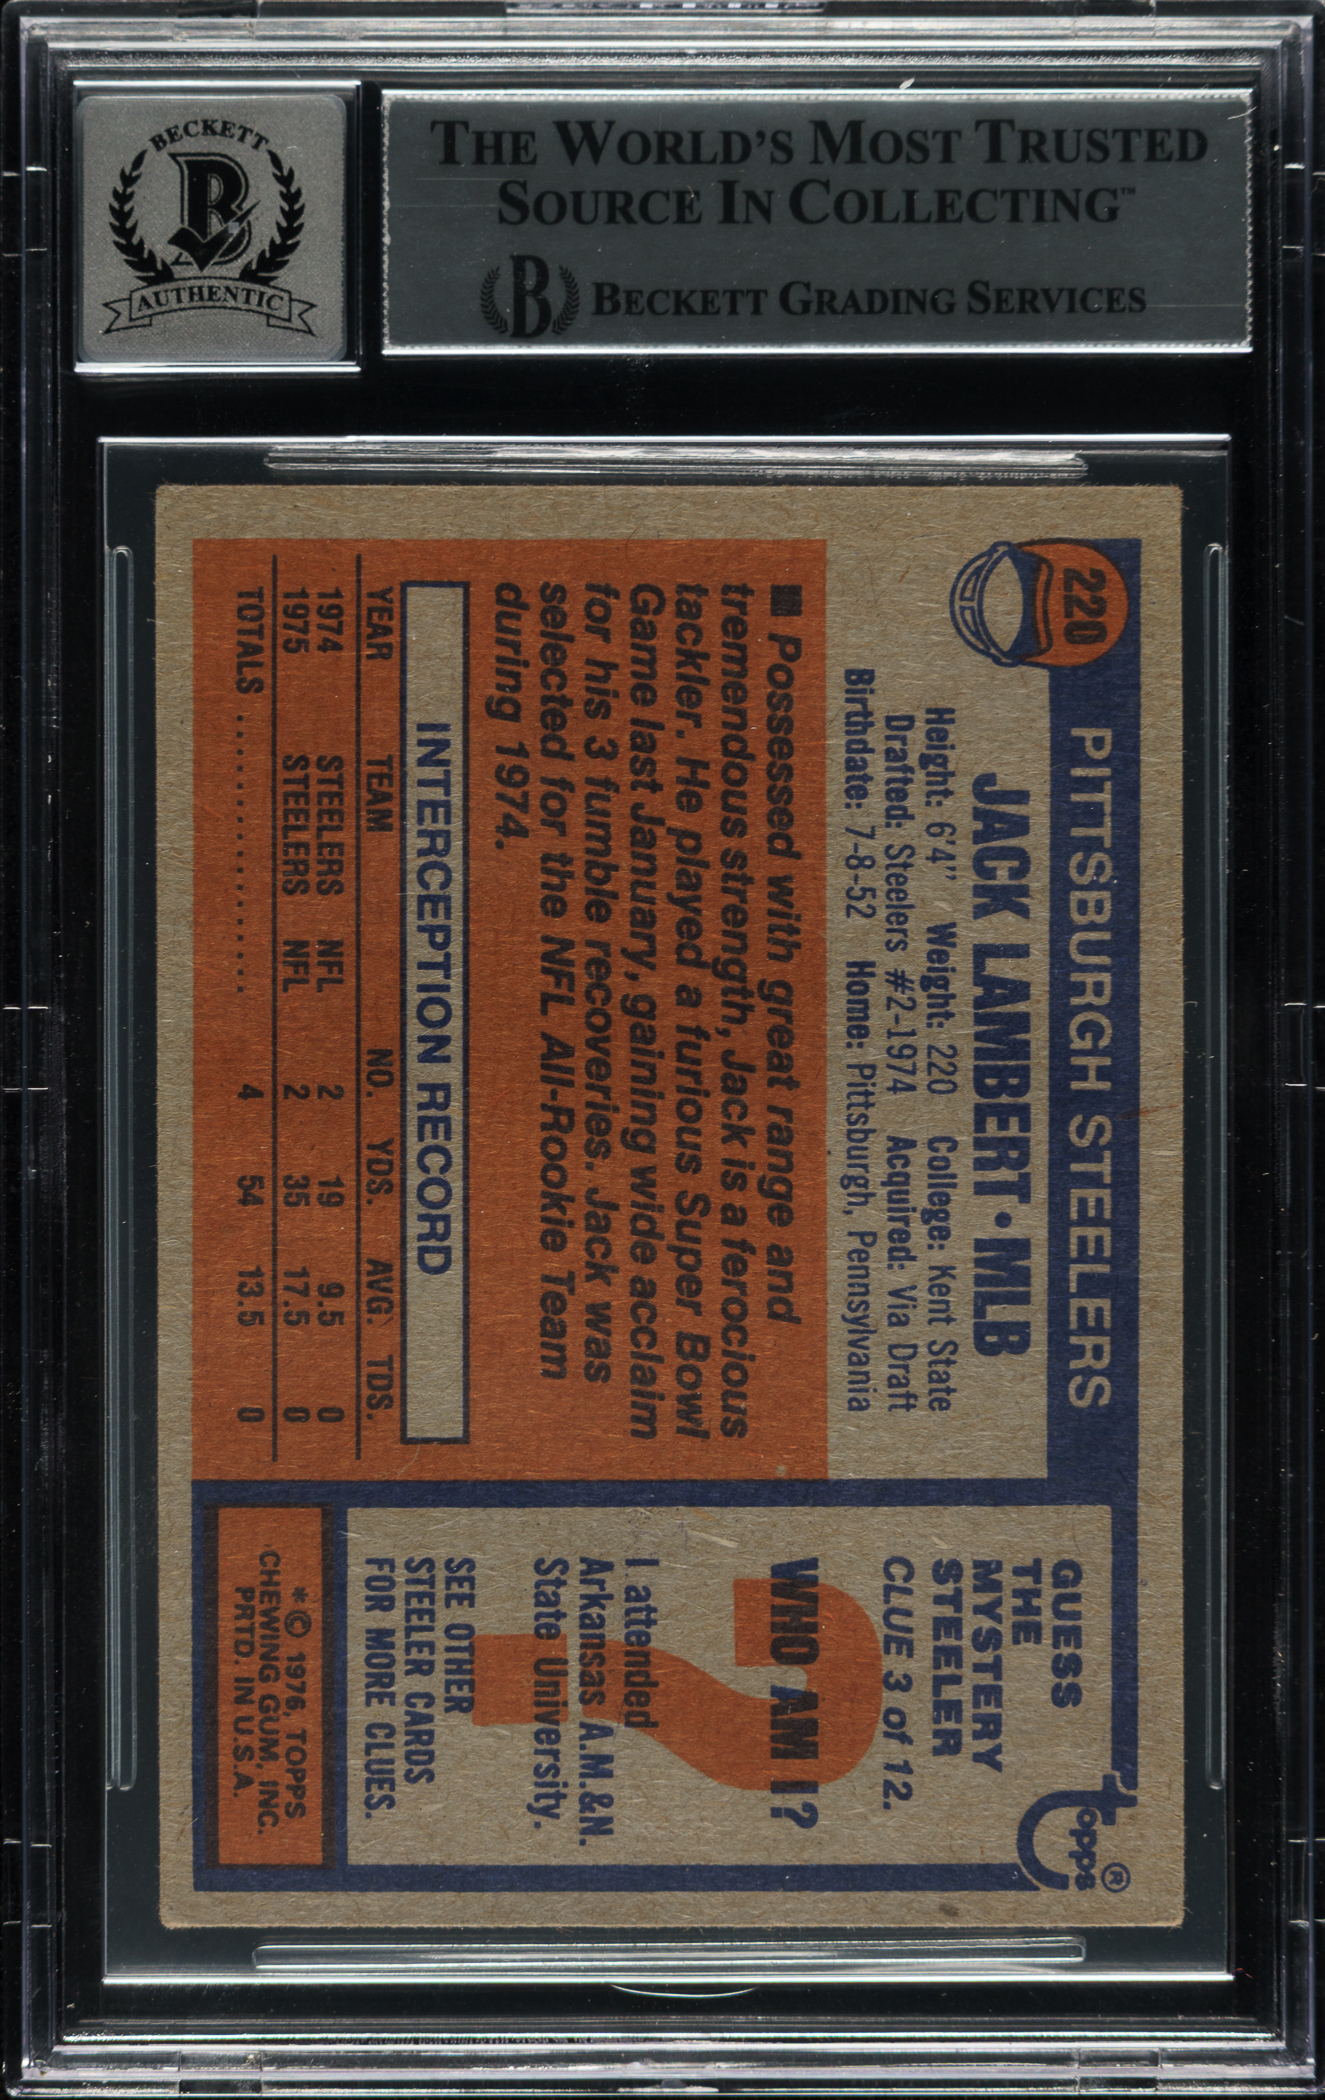 BECKETT
B
AUTHENTIC
THE WORLD'S MOST TRUSTED
SOURCE IN COLLECTING™
B BECKETT GRADING SERVICES
220
PITTSBURGH STEELERS
JACK LAMBERT•MLB
Height: 6'4" Weight: 220 College: Kent State
Drafted: Steelers #2-1974 Acquired: Via Draft
Birthdate: 7-8-52 Home: Pittsburgh, Pennsylvania
■ Possessed with great range and
tremendous strength, Jack is a ferocious
tackler. He played a furious Super Bowl
Game last January, gaining wide acclaim
for his 3 fumble recoveries. Jack was
selected for the NFL All-Rookie Team
during 1974.
INTERCEPTION RECORD
YEAR TEAM NO. YDS. AVG. TDS.
1974 STEELERS NFL 2 19 9.5 0
1975 STEELERS NFL 2 35 17.5 0
TOTALS .................. 4 54 13.5 0
topps®
GUESS
THE
MYSTERY
STEELER
CLUE 3 of 12.
WHO AM I?
I attended
Arkansas A.M.&N.
State University.
SEE OTHER
STEELER CARDS
FOR MORE CLUES.
*© 1976, TOPPS
CHEWING GUM, INC.
PRTD. IN U.S.A.